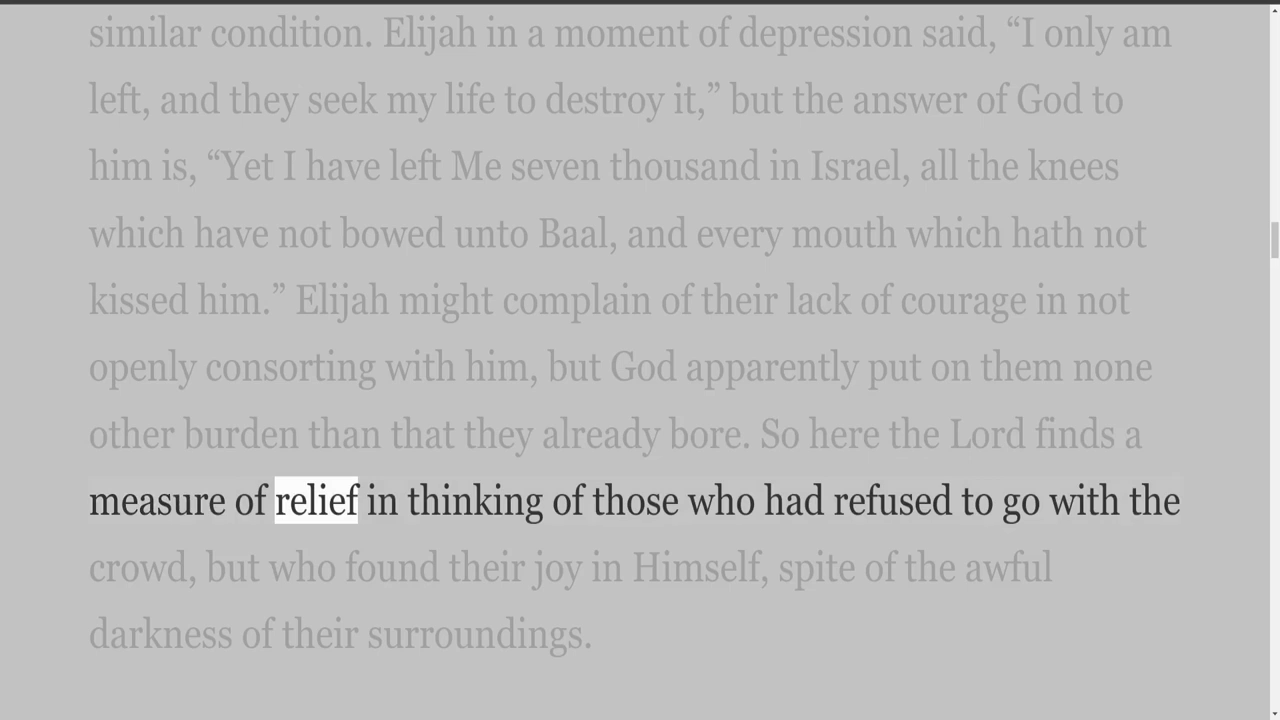 similar condition. Elijah in a moment of depression said, “I only am
left, and they seek my life to destroy it,” but the answer of God to
him is, “Yet I have left Me seven thousand in Israel, all the knees
which have not bowed unto Baal, and every mouth which hath not
kissed him.” Elijah might complain of their lack of courage in not
openly consorting with him, but God apparently put on them none
other burden than that they already bore. So here the Lord finds a
measure of relief in thinking of those who had refused to go with the
crowd, but who found their joy in Himself, spite of the awful
darkness of their surroundings.